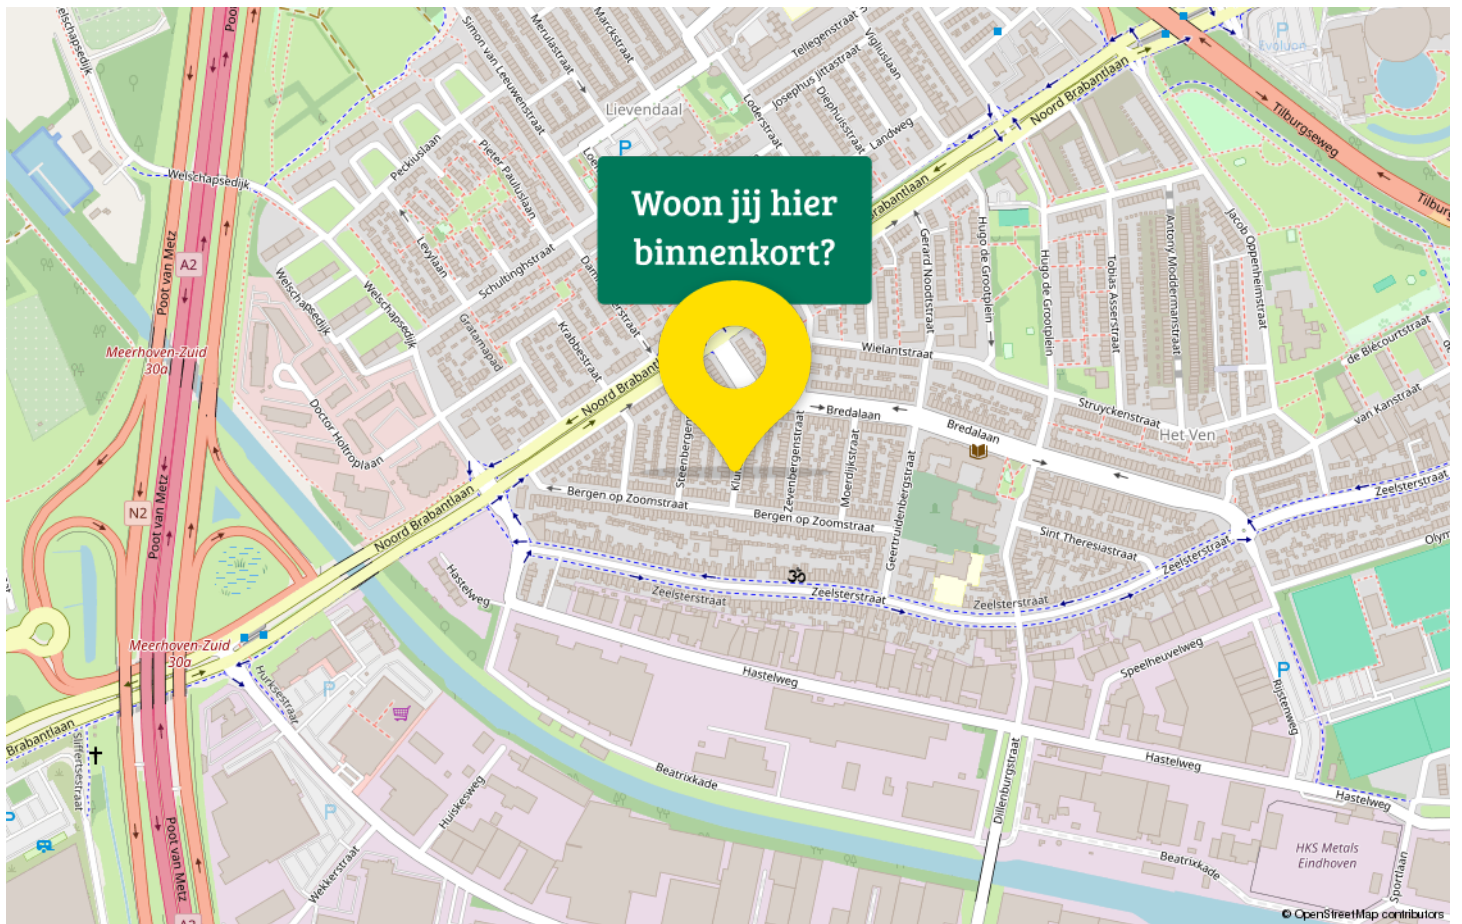 Woon jij hier
binnenkort?
Welschapsedijk
Simon van Leeuwenstraat
Merulastraat
Marckstraat
Tellegenstraat
Vigliuslaan
Josephus Jittastraat
Diephuisstraat
Loderstraat
Landweg
Lievendaal
P
Peckiuslaan
Pieter Pauluslaan
Levylaan
Schultinghstraat
Welschapsedijk
Welschapsedijk
Welschapsedijk
Gratamapad
Krabbestraat
Doctor Holtroplaan
Poot van Metz
A2
Meerhoven-Zuid
30a
N2
Poot van Metz
Noord Brabantlaan
Noord Brabantlaan
Noord Brabantlaan
P
Evoluon
Tilburgseweg
Gerard Noodtstraat
Hugo de Grootplein
Hugo de Grootplein
Tobias Asserstraat
Antony Moddermanstraat
Jacob Oppenheimstraat
de Blécourtstraat
van Kanstraat
Wielantstraat
Struyckenstraat
Het Ven
Bredalaan
Bredalaan
Zevenbergenstraat
Moerdijkstraat
Geertruidenbergstraat
Bergen op Zoomstraat
Bergen op Zoomstraat
Sint Theresiastraat
Zeelsterstraat
Zeelsterstraat
Zeelsterstraat
Zeelsterstraat
Zeelsterstraat
ॐ
Hastelweg
Hastelweg
Hastelweg
Hastelweg
Speelheuvelweg
P
Rijstenweg
Meerhoven-Zuid
30a
Brabantlaan
Sliffertsestraat
P
Hurksestraat
P
P
Beatrixkade
Beatrixkade
Huiskesweg
Wekkerstraat
Poot van Metz
Dillenburgstraat
HKS Metals
Eindhoven
Sportlaan
© OpenStreetMap contributors